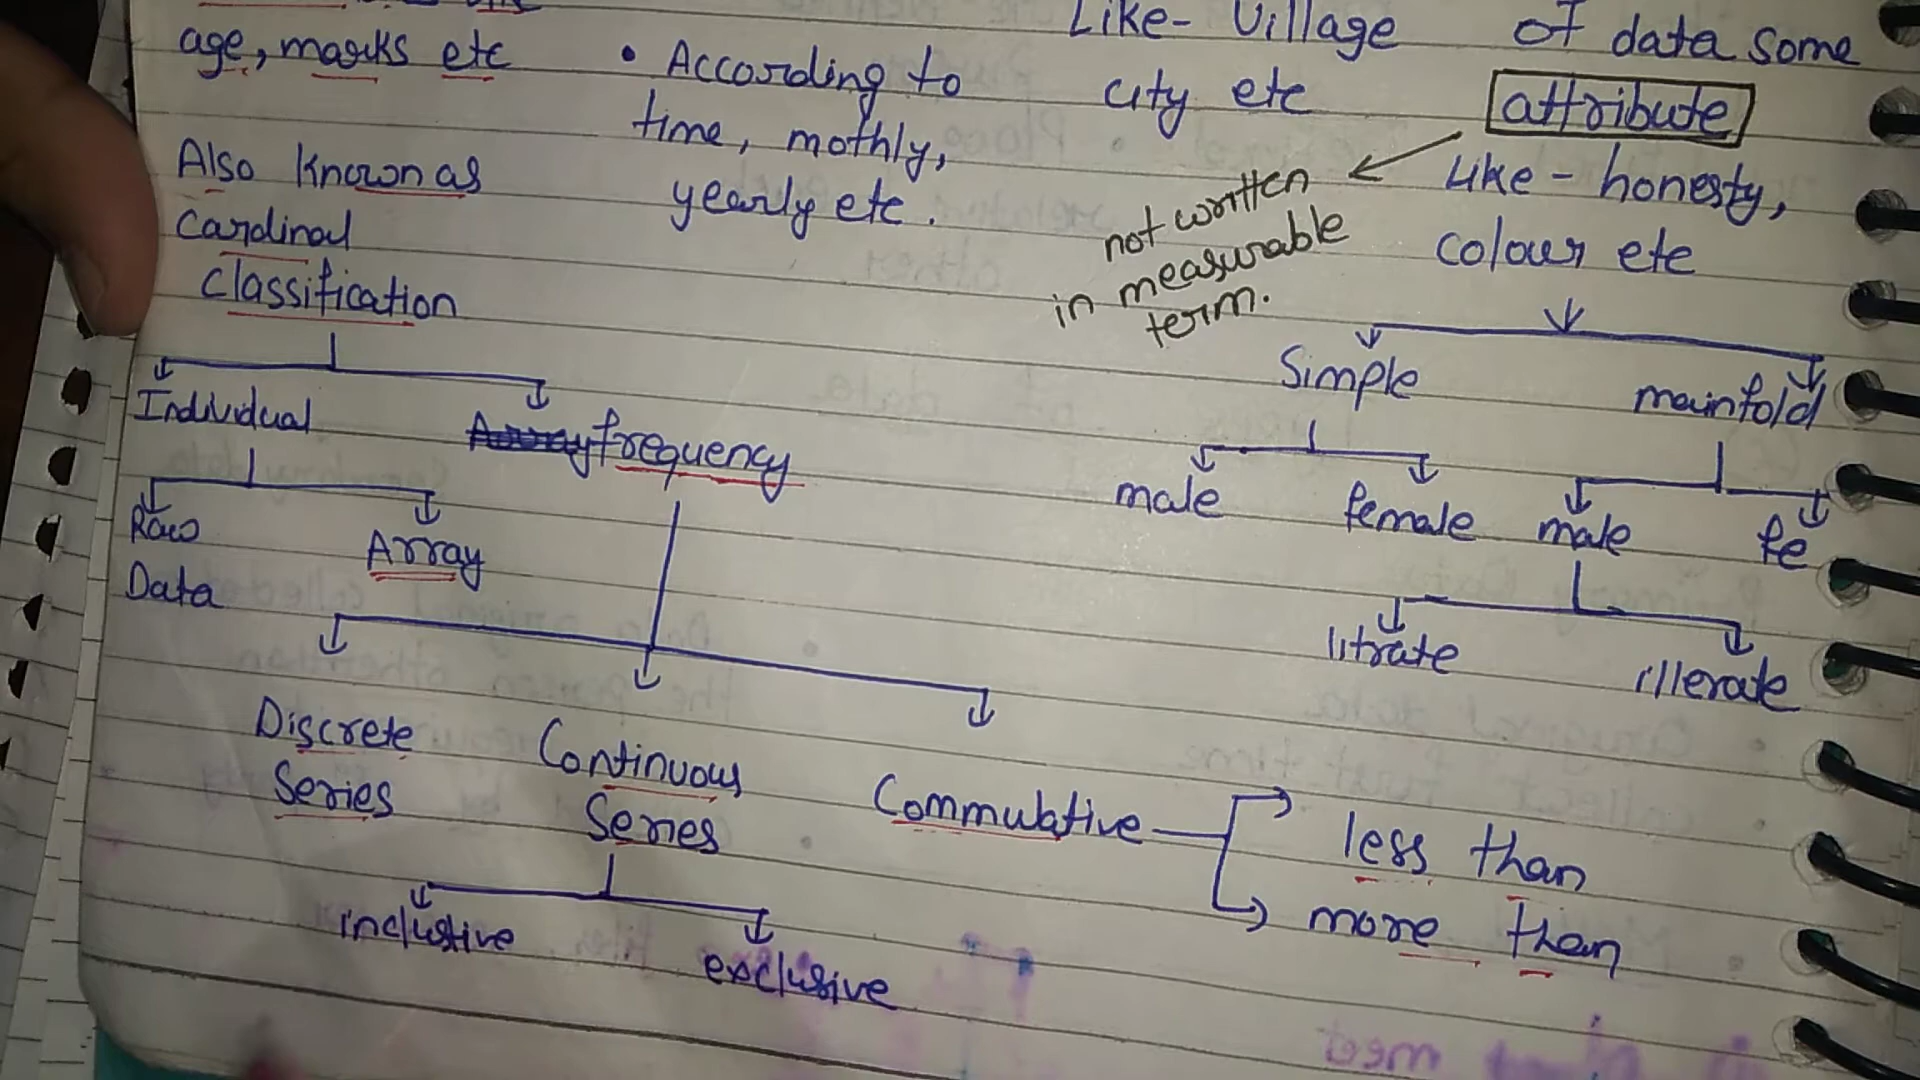 age, marks etc
Also Known as
Cardinal
classification
Individual
frequency
Raw
Data
Array
Discrete
Series
Continuous
Series
inclusive
exclusive
Commulative
less than
more than
• According to
time, mothly,
yearly etc.
Like- Village
city etc
of data some
attribute
Like - honesty,
colour etc
not written
in measurable
term.
Simple
mainfold
male
female
male
fe
litrate
illerate